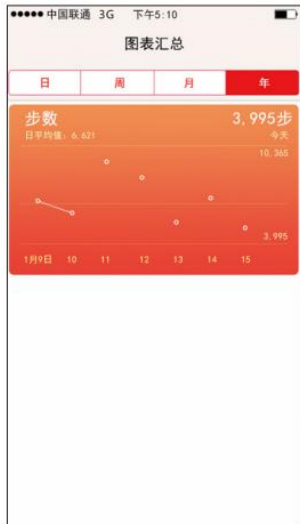 中国联通 3G 下午5:10
图表汇总
日 周 月 年
步数 3,995步
日平均值: 6,621 今天
10,365
3,995
1月9日 10 11 12 13 14 15